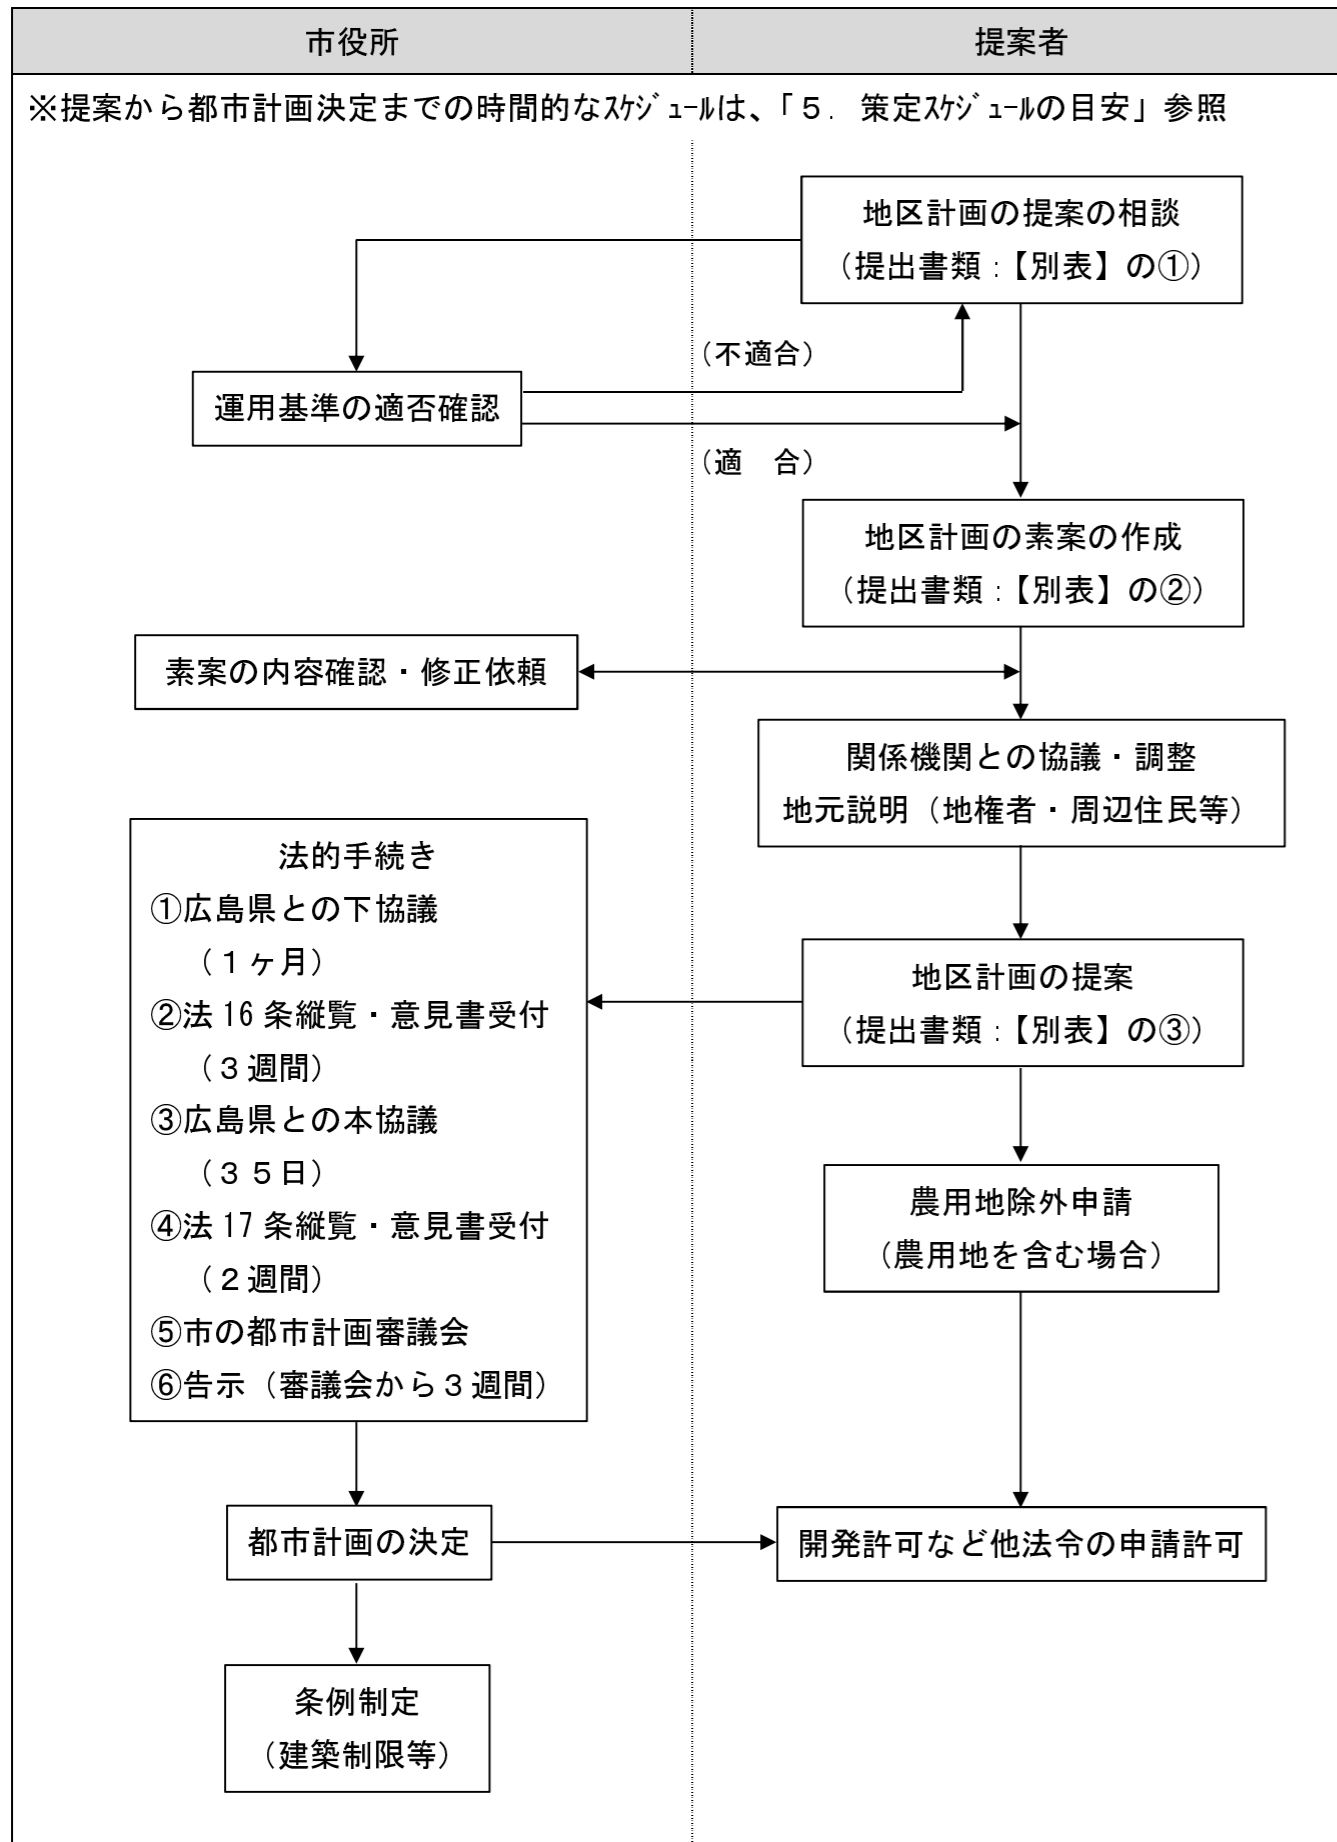 市役所
提案者
※提案から都市計画決定までの時間的なｽｹｼﾞｭｰﾙは、「５．策定ｽｹｼﾞｭｰﾙの目安」参照
地区計画の提案の相談
（提出書類：【別表】の①）
（不適合）
運用基準の適否確認
（適　合）
地区計画の素案の作成
（提出書類：【別表】の②）
素案の内容確認・修正依頼
関係機関との協議・調整
地元説明（地権者・周辺住民等）
法的手続き
①広島県との下協議
（１ヶ月）
②法 16 条縦覧・意見書受付
（３週間）
③広島県との本協議
（３５日）
④法 17 条縦覧・意見書受付
（２週間）
⑤市の都市計画審議会
⑥告示（審議会から３週間）
地区計画の提案
（提出書類：【別表】の③）
農用地除外申請
（農用地を含む場合）
都市計画の決定
開発許可など他法令の申請許可
条例制定
（建築制限等）